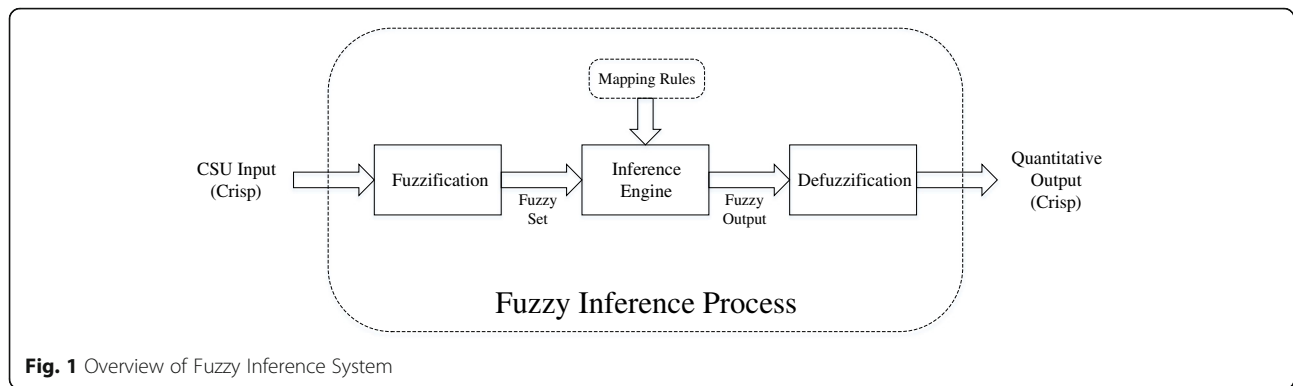 Mapping Rules
CSU Input
(Crisp)
Fuzzification
Fuzzy
Set
Inference
Engine
Fuzzy
Output
Defuzzification
Quantitative
Output
(Crisp)
Fuzzy Inference Process
Fig. 1 Overview of Fuzzy Inference System